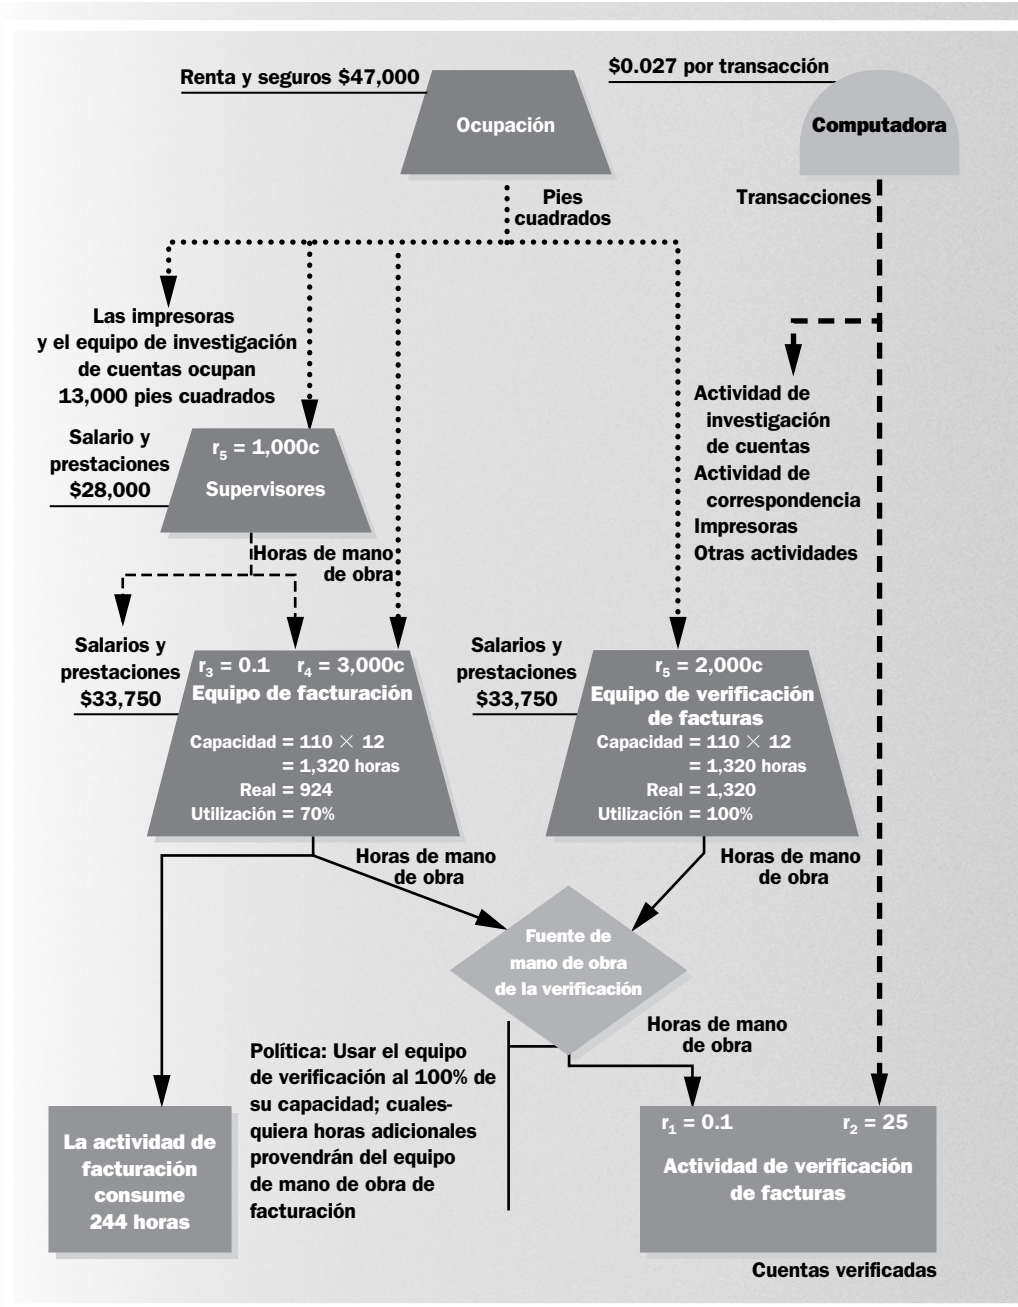 Renta y seguros $47,000
Ocupación
$0.027 por transacción
Computadora
Pies
cuadrados
Transacciones
Las impresoras
y el equipo de investigación
de cuentas ocupan
13,000 pies cuadrados
Actividad de
investigación
de cuentas
Actividad de
correspondencia
Impresoras
Otras actividades
Salario y
prestaciones
$28,000
r5 = 1,000c
Supervisores
Horas de mano
de obra
Salarios y
prestaciones
$33,750
r3 = 0.1 r4 = 3,000c
Equipo de facturación
Capacidad = 110 × 12
= 1,320 horas
Real = 924
Utilización = 70%
Salarios y
prestaciones
$33,750
r5 = 2,000c
Equipo de verificación
de facturas
Capacidad = 110 × 12
= 1,320 horas
Real = 1,320
Utilización = 100%
Horas de mano
de obra
Horas de mano
de obra
Fuente de
mano de obra
de la verificación
Horas de mano
de obra
Política: Usar el equipo
de verificación al 100% de
su capacidad; cuales-
quiera horas adicionales
provendrán del equipo
de mano de obra de
facturación
La actividad de
facturación
consume
244 horas
r1 = 0.1 r2 = 25
Actividad de verificación
de facturas
Cuentas verificadas